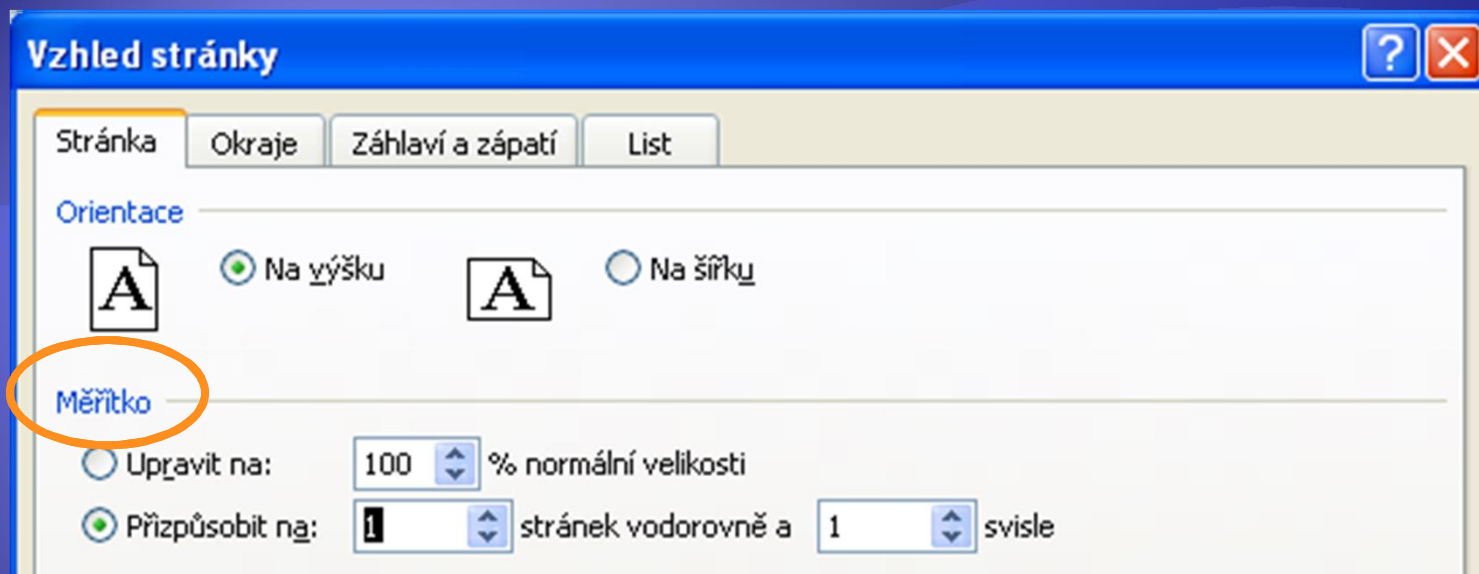 Vzhled stránky
Stránka Okraje Záhlaví a zápatí List
Orientace
A Na výšku A Na šířku
Měřítko
Upravit na: 100 % normální velikosti
Přizpůsobit na: 1 stránek vodorovně a 1 svisle